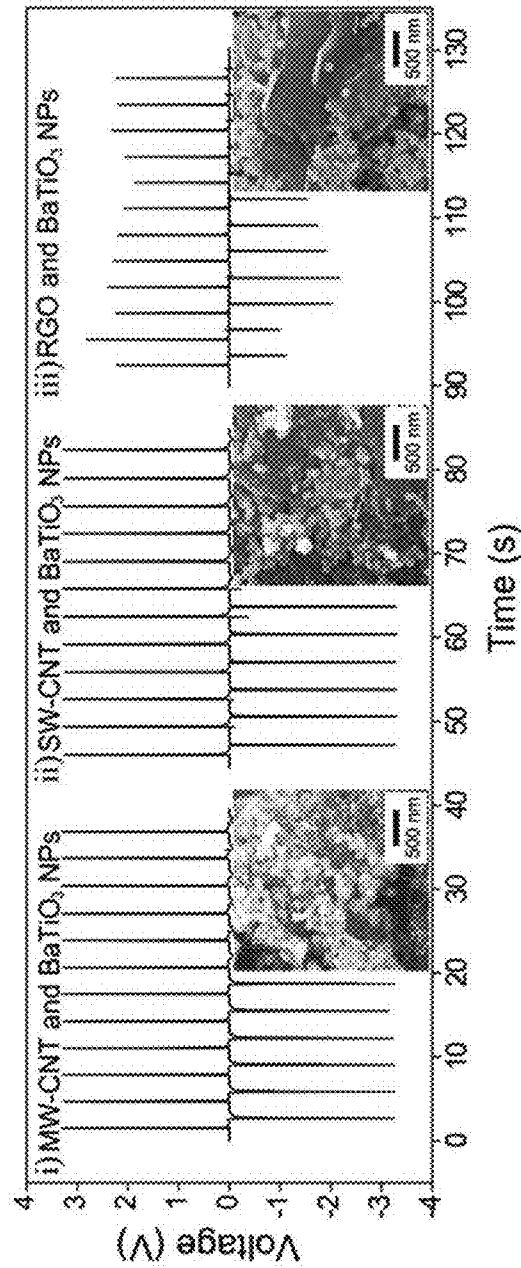 i) MW-CNT and BaTiO₃ NPs
ii) SW-CNT and BaTiO₃ NPs
iii) RGO and BaTiO₃ NPs
Voltage (V)
4
3
2
1
0
-1
-2
-3
-4
500 nm
500 nm
500 nm
0 10 20 30 40 50 60 70 80 90 100 110 120 130
Time (s)